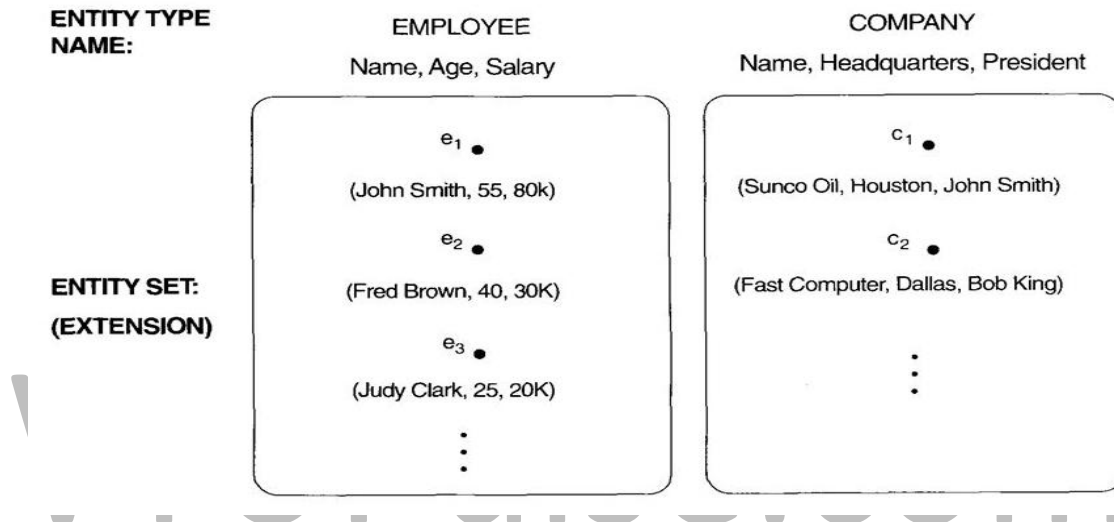 ENTITY TYPE
NAME:
EMPLOYEE
Name, Age, Salary
COMPANY
Name, Headquarters, President
ENTITY SET:
(EXTENSION)
e1
(John Smith, 55, 80k)
e2
(Fred Brown, 40, 30K)
e3
(Judy Clark, 25, 20K)
c1
(Sunco Oil, Houston, John Smith)
c2
(Fast Computer, Dallas, Bob King)